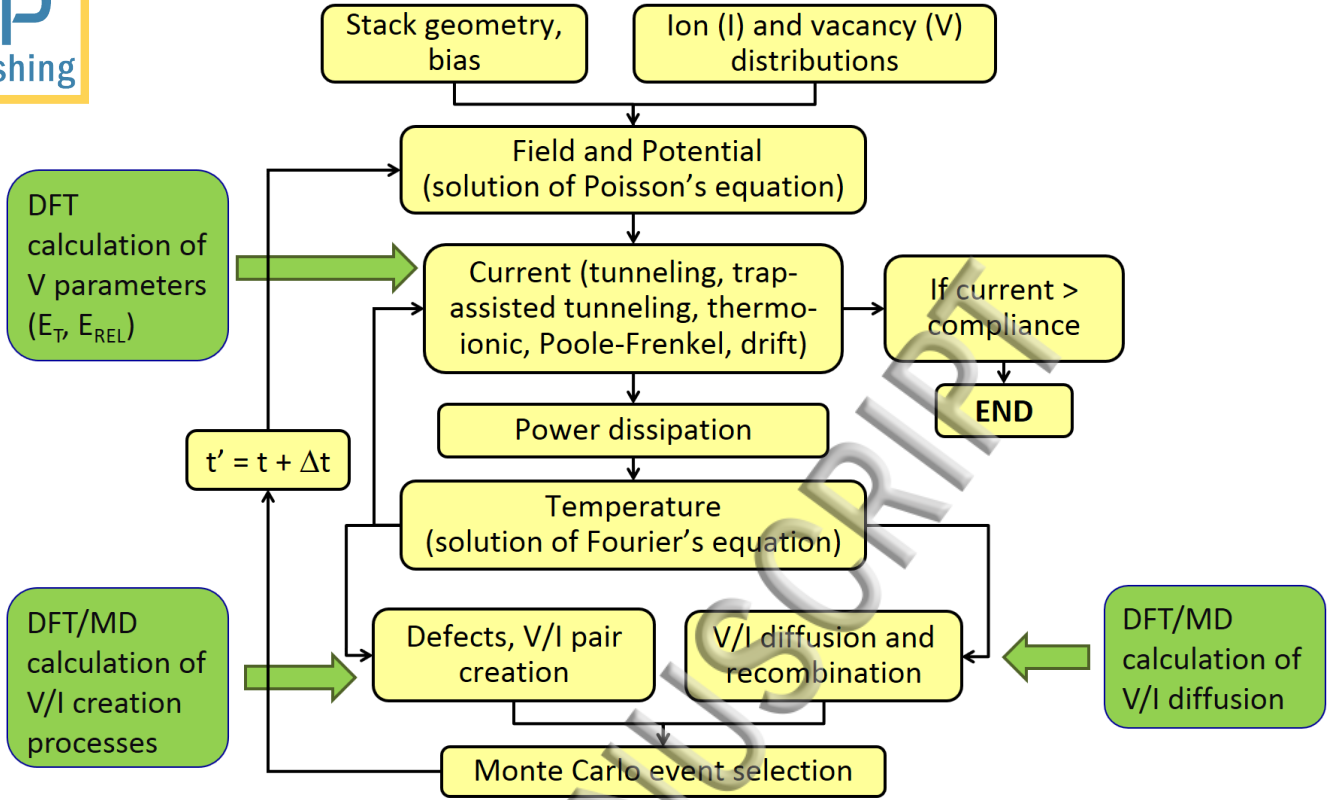 P
shing
Stack geometry,
bias
Ion (I) and vacancy (V)
distributions
Field and Potential
(solution of Poisson’s equation)
DFT
calculation of
V parameters
(E_T, E_REL)
Current (tunneling, trap-
assisted tunneling, thermo-
ionic, Poole-Frenkel, drift)
If current >
compliance
END
Power dissipation
t’ = t + Δt
Temperature
(solution of Fourier’s equation)
DFT/MD
calculation of
V/I creation
processes
Defects, V/I pair
creation
V/I diffusion and
recombination
DFT/MD
calculation of
V/I diffusion
Monte Carlo event selection
NUSCRIPT